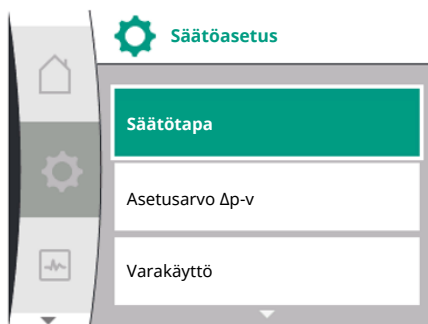 Säätöasetus
Säätötapa
Asetusarvo Δp-v
Varakäyttö